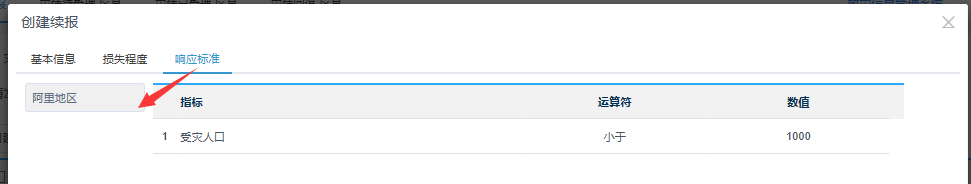 创建续报
基本信息 损失程度 响应标准
阿里地区
指标 运算符 数值
1 受灾人口 小于 1000